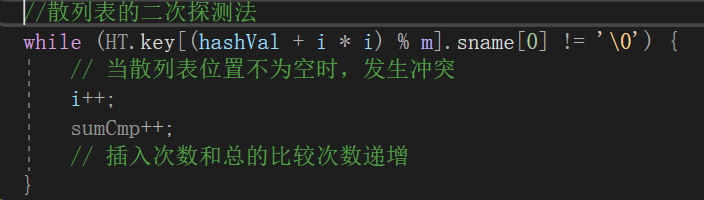 //散列表的二次探测法
while (HT.key[(hashVal + i * i) % m].sname[0] != '\0') {
// 当散列表位置不为空时，发生冲突
i++;
sumCmp++;
// 插入次数和总的比较次数递增
}